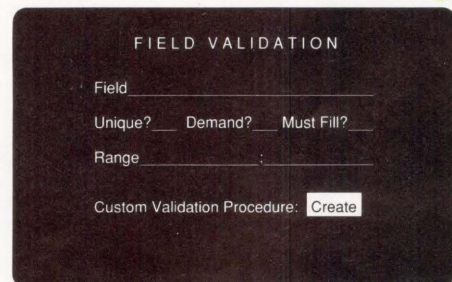 FIELD VALIDATION
Field
Unique? Demand? Must Fill?
Range :
Custom Validation Procedure: Create